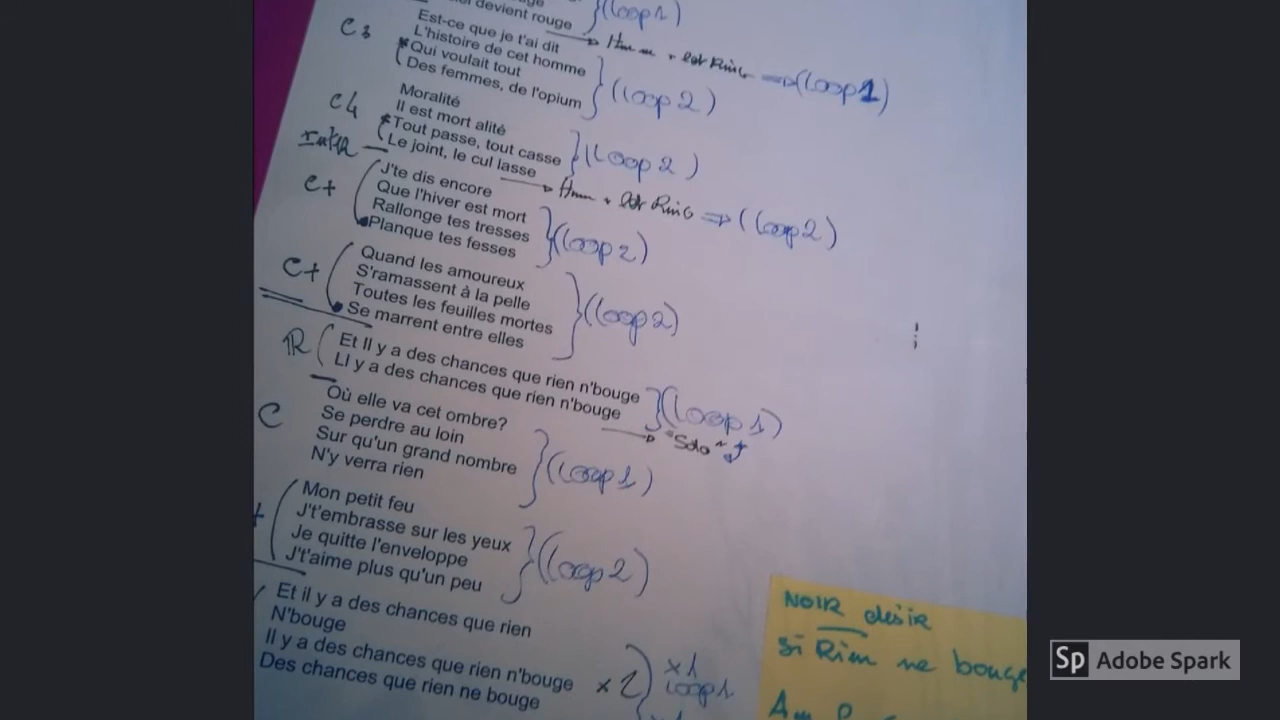 devient rouge } (Loop 1)
C3 Est-ce que je t'ai dit
L'histoire de cet homme
Qui voulait tout
Des femmes, de l'opium } (Loop 2)
⇒ (Loop 1)
C4 Moralité
Il est mort alité
Tout passe, tout casse
Le joint, le cul lasse } (Loop 2)
⇒ (Loop 2)
C+ J'te dis encore
Que l'hiver est mort
Rallonge tes tresses
Planque tes fesses } (Loop 2)
C+ Quand les amoureux
S'ramassent à la pelle
Toutes les feuilles mortes
Se marrent entre elles } (Loop 2)
R Et Il y a des chances que rien n'bouge
LI y a des chances que rien n'bouge } (Loop 1)
→ "Solo"
C Où elle va cet ombre?
Se perdre au loin
Sur qu'un grand nombre
N'y verra rien } (Loop 1)
+ Mon petit feu
J't'embrasse sur les yeux
Je quitte l'enveloppe
J't'aime plus qu'un peu } (Loop 2)
Et il y a des chances que rien
N'bouge
Il y a des chances que rien n'bouge
Des chances que rien ne bouge
x 2) x1
Loop 1
NOIR désir
si Rien ne bouge
Am
Sp Adobe Spark